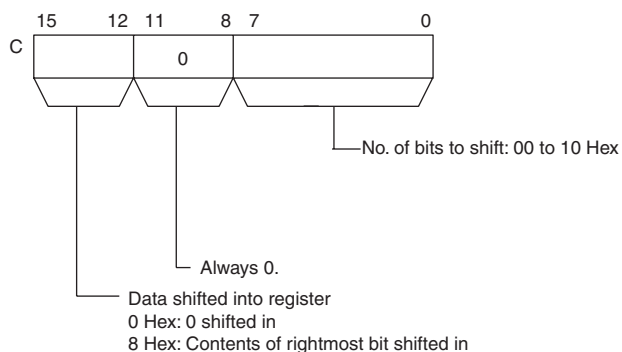 15 12 11 8 7 0
C
0
No. of bits to shift: 00 to 10 Hex
Always 0.
Data shifted into register
0 Hex: 0 shifted in
8 Hex: Contents of rightmost bit shifted in